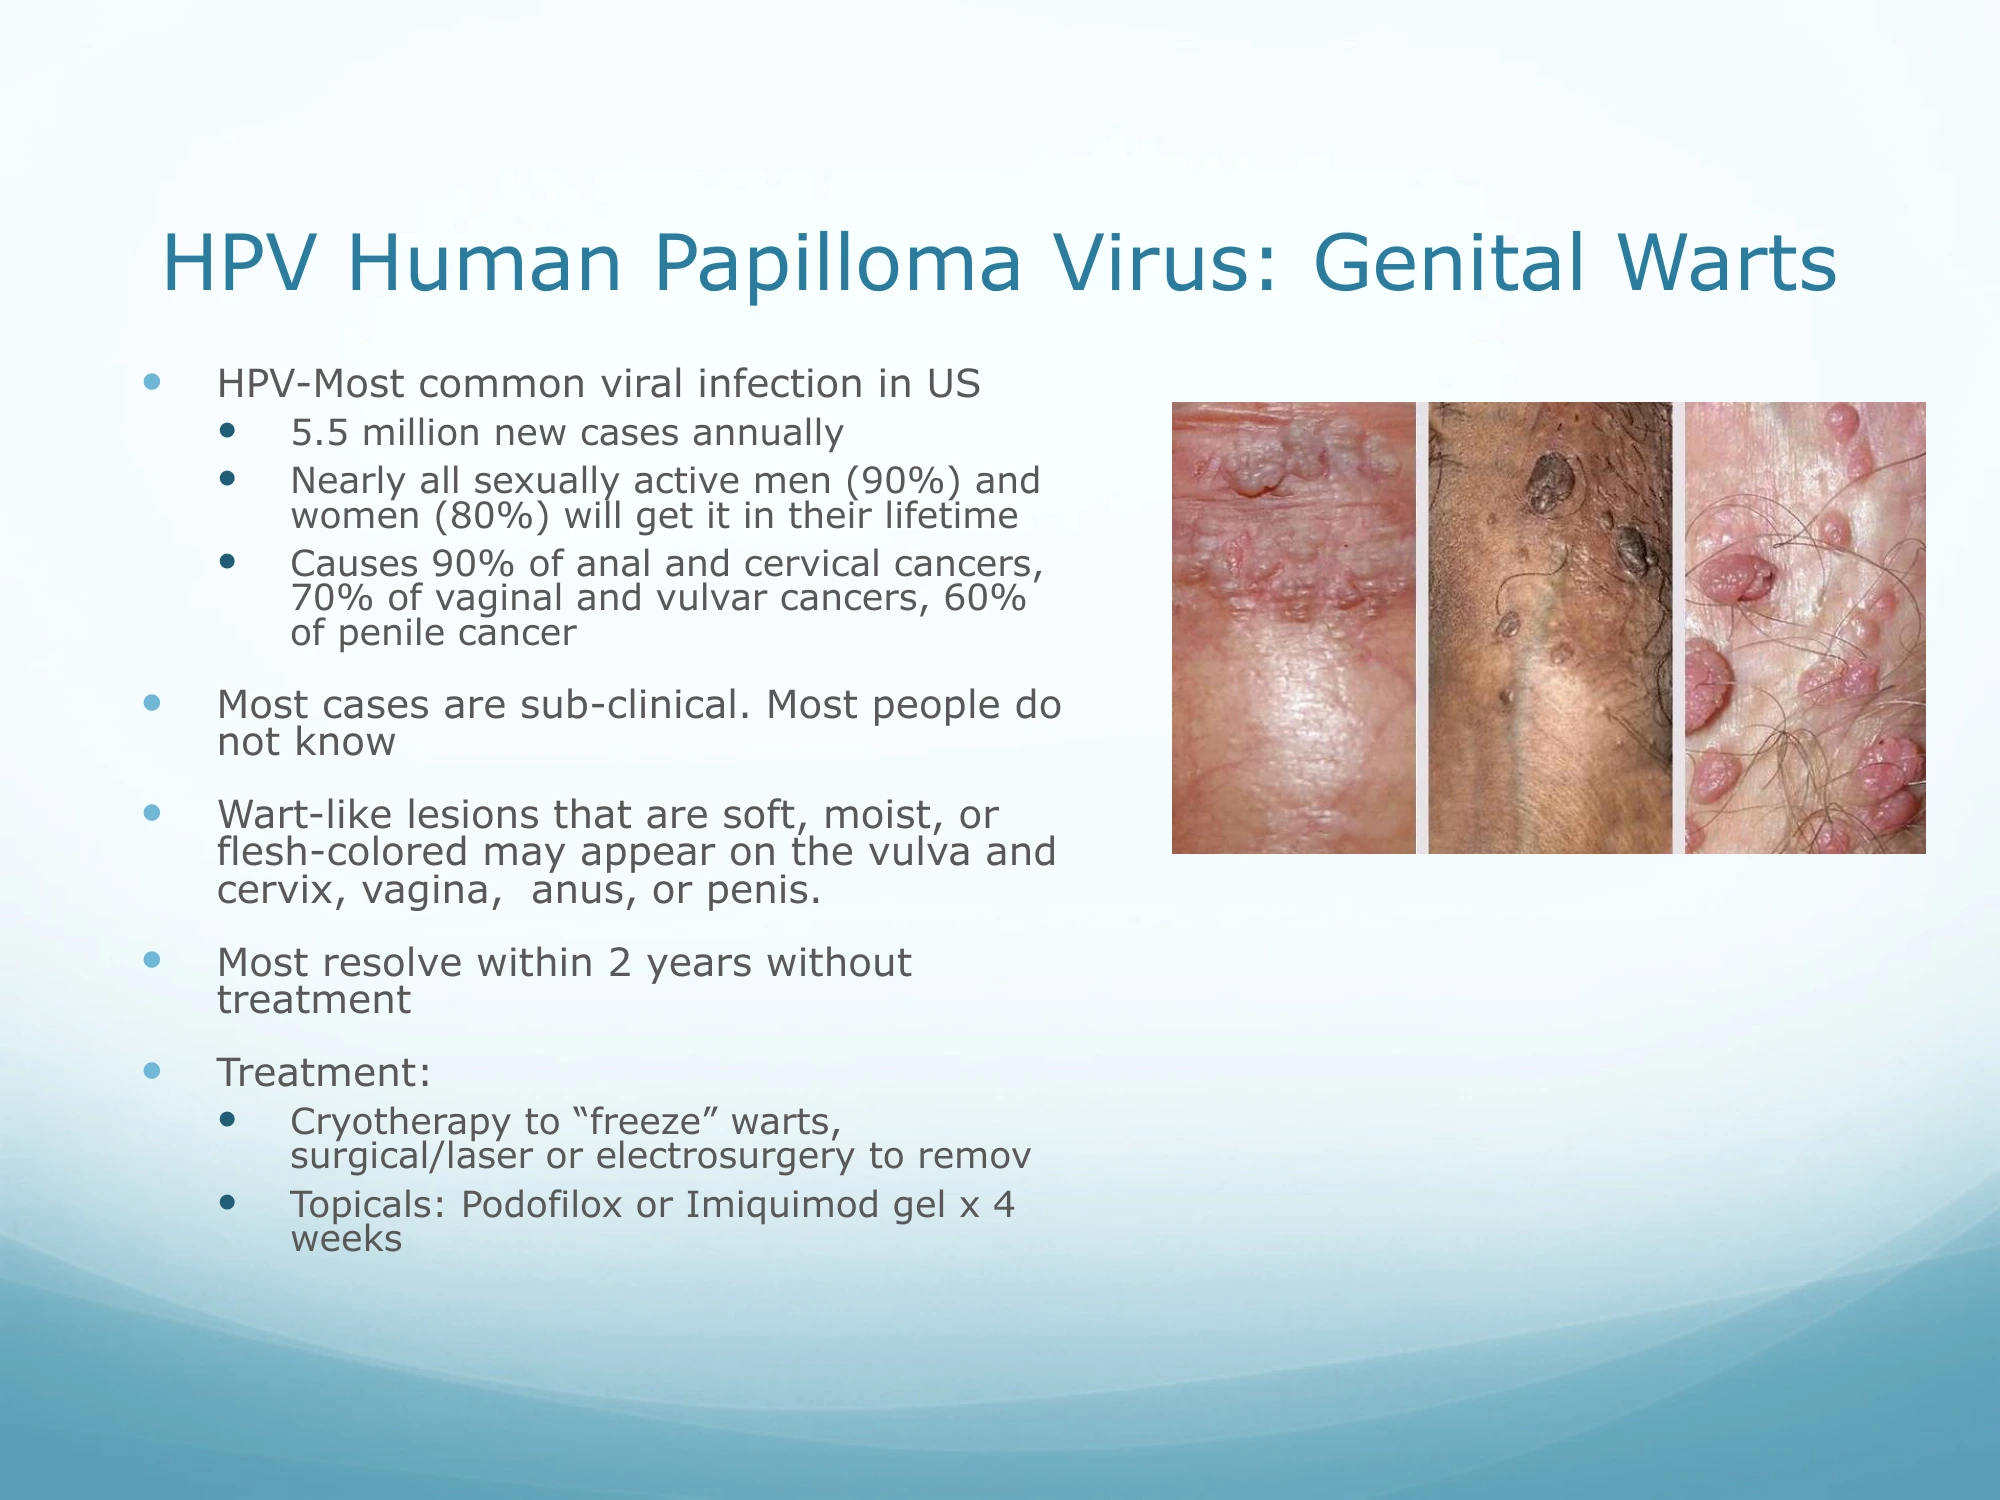 HPV Human Papilloma Virus: Genital Warts
• HPV-Most common viral infection in US
• 5.5 million new cases annually
• Nearly all sexually active men (90%) and
women (80%) will get it in their lifetime
• Causes 90% of anal and cervical cancers,
70% of vaginal and vulvar cancers, 60%
of penile cancer
• Most cases are sub-clinical. Most people do
not know
• Wart-like lesions that are soft, moist, or
flesh-colored may appear on the vulva and
cervix, vagina,  anus, or penis.
• Most resolve within 2 years without
treatment
• Treatment:
• Cryotherapy to “freeze” warts,
surgical/laser or electrosurgery to remov
• Topicals: Podofilox or Imiquimod gel x 4
weeks